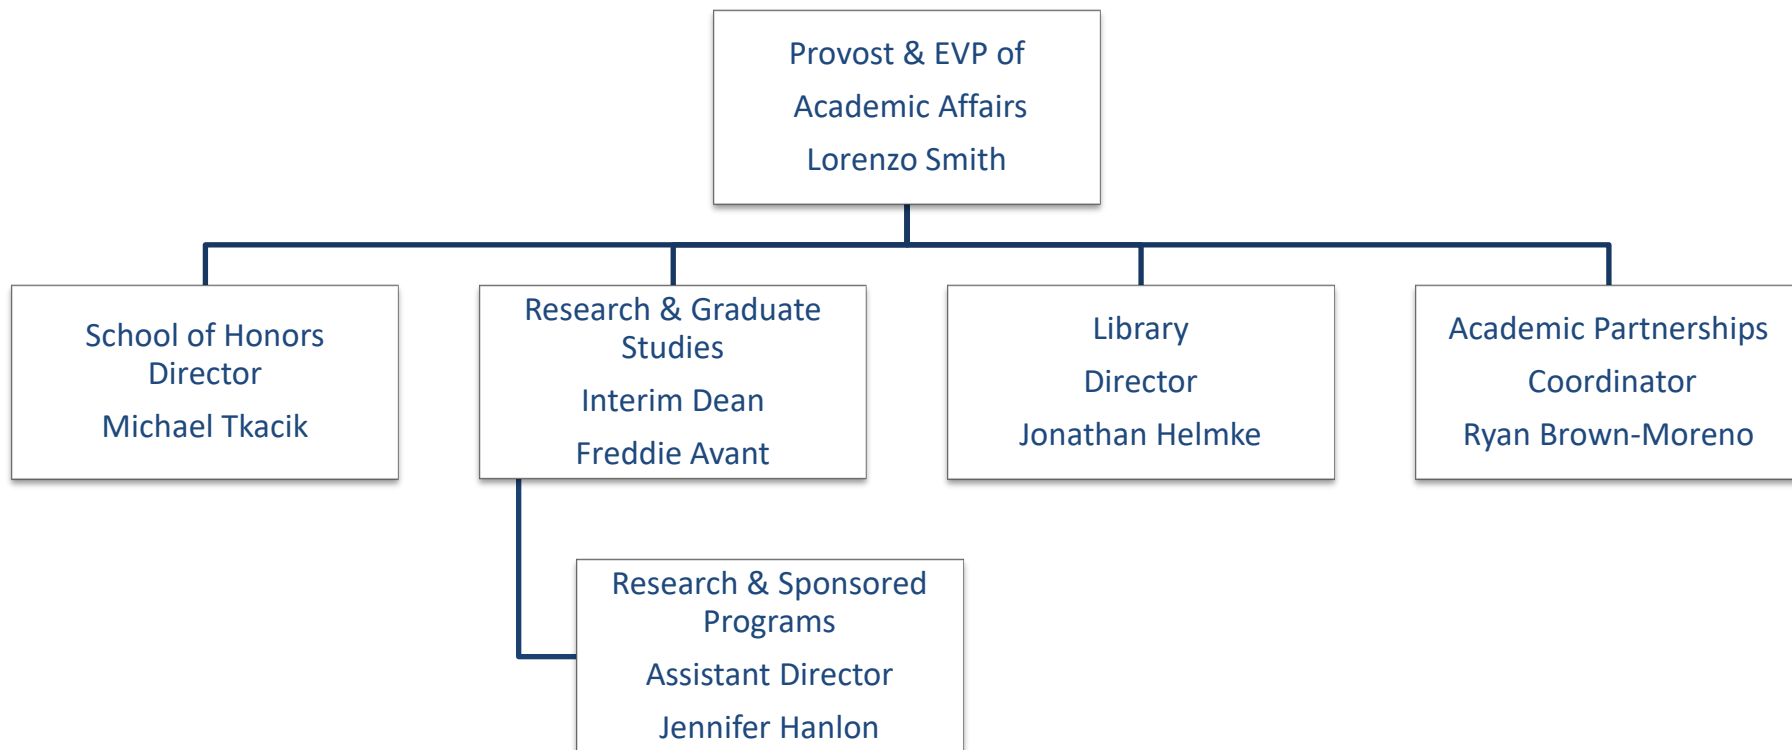 Provost & EVP of
Academic Affairs
Lorenzo Smith
School of Honors
Director
Michael Tkacik
Research & Graduate
Studies
Interim Dean
Freddie Avant
Library
Director
Jonathan Helmke
Academic Partnerships
Coordinator
Ryan Brown-Moreno
Research & Sponsored
Programs
Assistant Director
Jennifer Hanlon